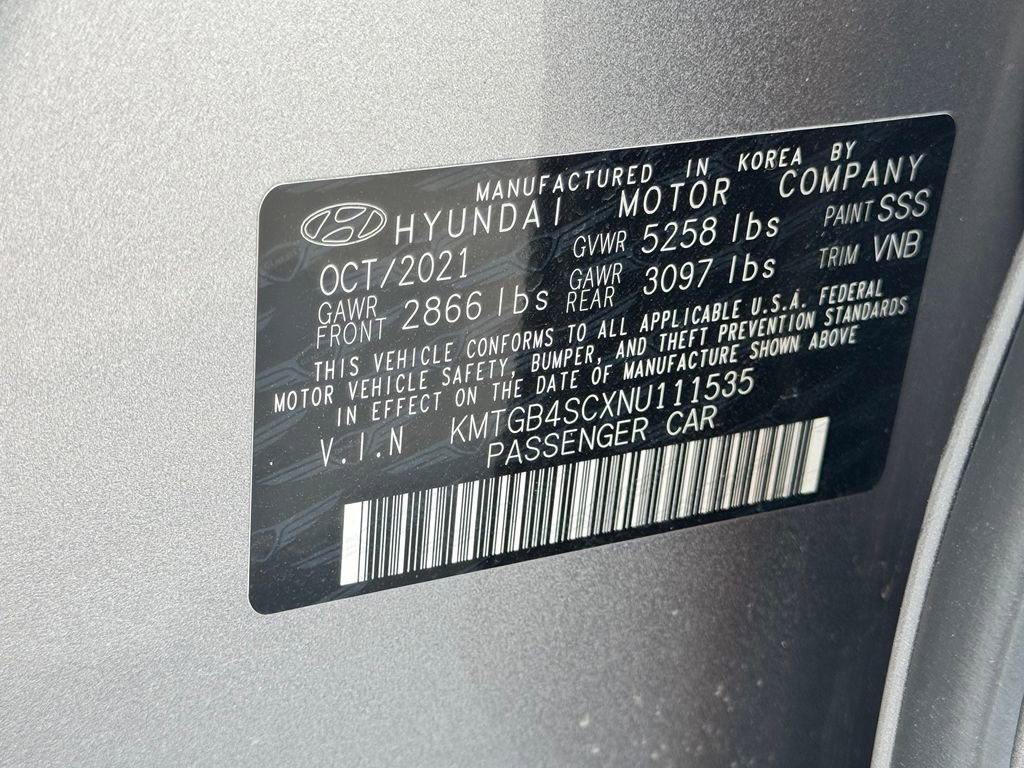 MANUFACTURED IN KOREA BY
HYUNDAI MOTOR COMPANY
OCT/2021 GVWR 5258 lbs PAINT SSS
GAWR FRONT 2866 lbs GAWR REAR 3097 lbs TRIM VNB
THIS VEHICLE CONFORMS TO ALL APPLICABLE U.S.A. FEDERAL
MOTOR VEHICLE SAFETY, BUMPER, AND THEFT PREVENTION STANDARDS
IN EFFECT ON THE DATE OF MANUFACTURE SHOWN ABOVE
V.I.N KMTGB4SCXNU111535
PASSENGER CAR